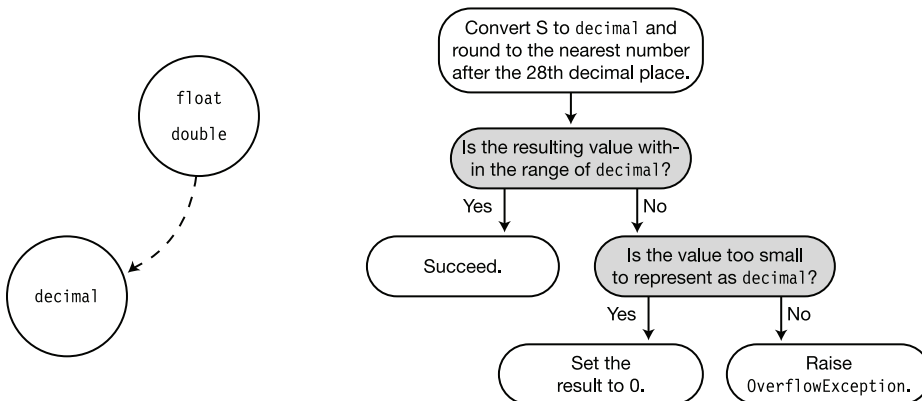 float
double
decimal
Convert S to decimal and
round to the nearest number
after the 28th decimal place.
Is the resulting value with-
in the range of decimal?
Yes
No
Succeed.
Is the value too small
to represent as decimal?
Yes
No
Set the
result to 0.
Raise
OverflowException.